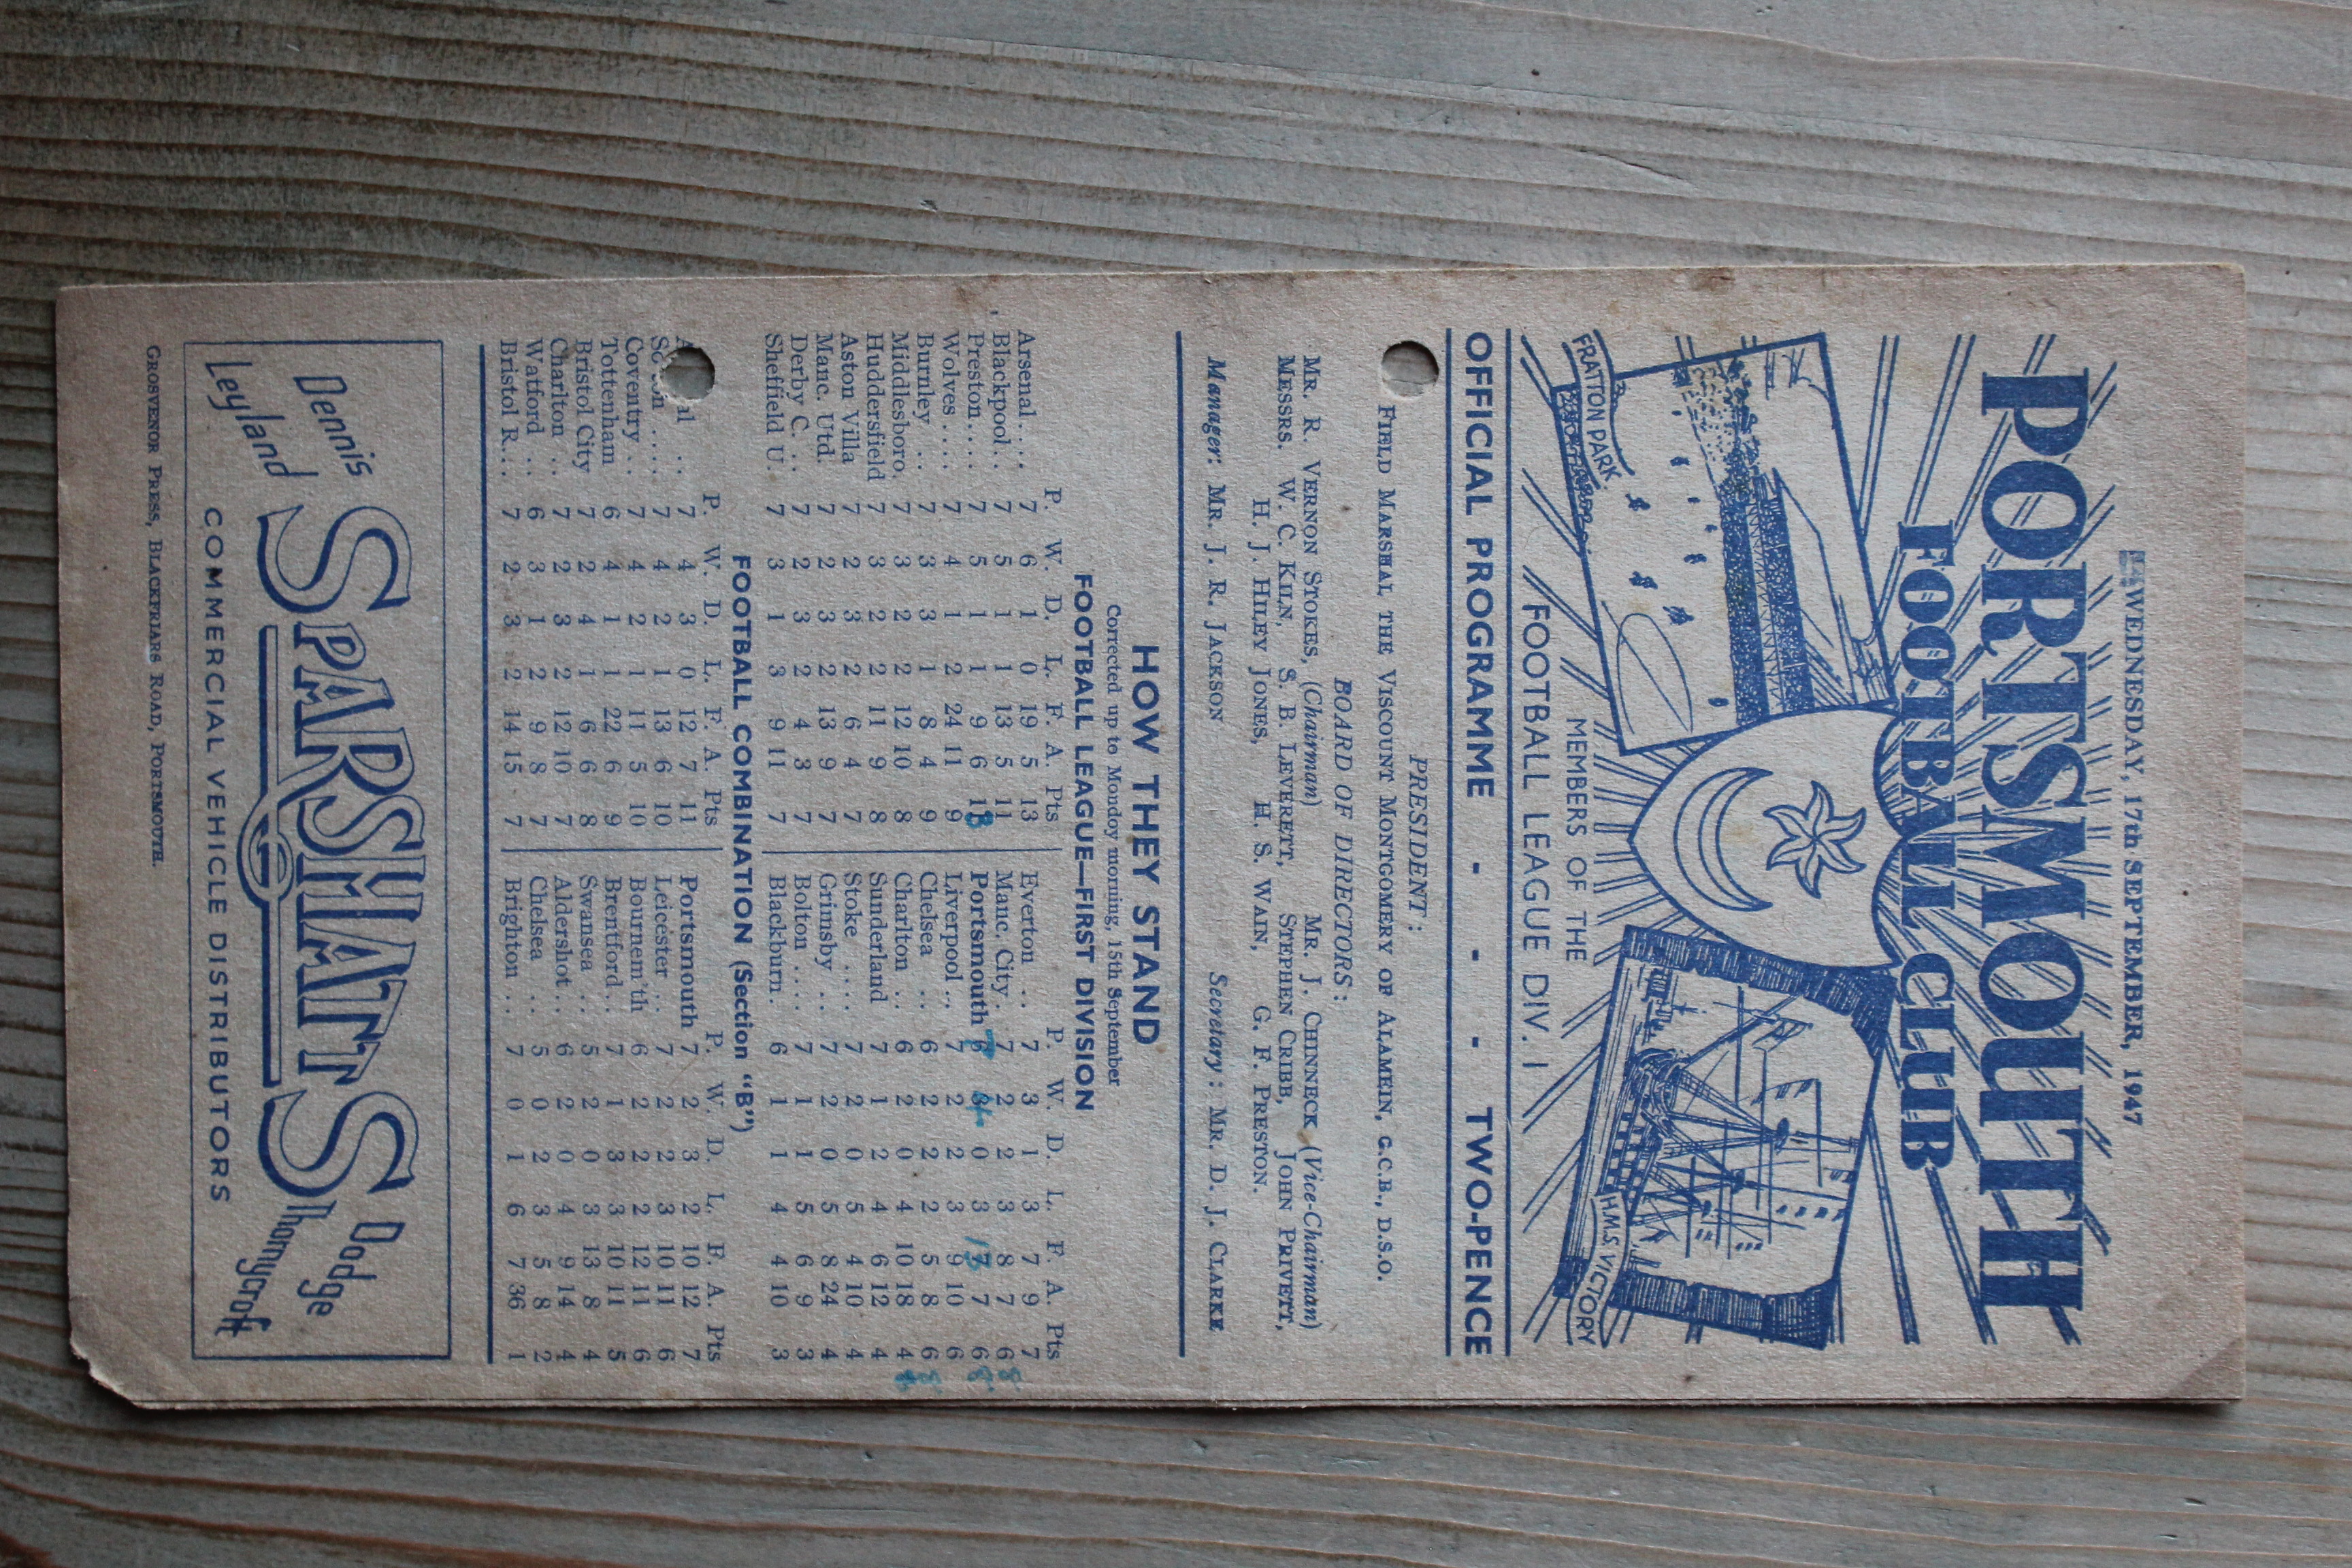 WEDNESDAY, 17th SEPTEMBER, 1947
PORTSMOUTH
FOOTBALL CLUB
FRATTON PARK
H.M.S. VICTORY
MEMBERS OF THE
FOOTBALL LEAGUE DIV. I
OFFICIAL PROGRAMME - - - TWO-PENCE
PRESIDENT :
FIELD MARSHAL THE VISCOUNT MONTGOMERY OF ALAMEIN, G.C.B., D.S.O.
BOARD OF DIRECTORS :
MR. R. VERNON STOKES, (Chairman) MR. J. CHINNECK (Vice-Chairman)
MESSRS. W. C. KILN, S. B. LEVERETT, STEPHEN CRIBB, JOHN PRIVETT,
H. J. HILEY JONES, H. S. WAIN, G. F. PRESTON.
Manager: MR. J. R. JACKSON Secretary : MR. D. J. CLARKE
HOW THEY STAND
Corrected up to Monday morning, 15th September
FOOTBALL LEAGUE—FIRST DIVISION
P. W. D. L. F. A. Pts P. W. D. L. F. A. Pts
Arsenal.... 7 6 1 0 19 5 13 Everton .. 7 3 1 3 7 9 7
Blackpool.. 7 5 1 1 13 5 11 Manc. City. 7 2 2 3 8 7 6 8
Preston.... 7 5 1 1 9 6 Portsmouth 6 7 0 3 13 7 6 8
Wolves .... 7 4 1 2 24 11 9 Liverpool .. 7 2 2 3 9 10 6
Burnley .. 7 3 3 1 8 4 9 Chelsea .. 6 2 2 2 5 8 6 8
Middlesboro. 7 3 2 2 12 10 8 Charlton .. 6 2 0 4 10 18 4
Huddersfield 7 3 2 2 11 9 8 Sunderland 7 1 2 4 6 12 4
Aston Villa 7 2 3 2 6 4 7 Stoke .... 7 2 0 5 4 10 4
Manc. Utd. 7 2 3 2 13 9 7 Grimsby .. 7 2 0 5 8 24 4
Derby C. .. 7 2 3 2 4 3 7 Bolton .... 7 1 1 5 6 9 3
Sheffield U. 7 3 1 3 9 11 7 Blackburn . 6 1 1 4 4 10 3
FOOTBALL COMBINATION (Section "B")
P. W. D. L. F. A. Pts P. W. D. L. F. A. Pts
.. 7 4 3 0 12 7 11 Portsmouth 7 2 3 2 10 12 7
..... 7 4 2 1 13 6 10 Leicester .. 7 2 2 3 10 11 6
Coventry .. 7 4 2 1 11 5 10 Bournem'th 6 2 2 2 12 11 6
Tottenham 6 4 1 1 22 6 9 Brentford.. 7 1 3 3 10 11 5
Bristol City 7 2 4 1 6 6 8 Swansea .. 5 2 0 3 13 8 4
Charlton .. 7 2 3 2 12 10 7 Aldershot .. 6 2 0 4 9 14 4
Watford .. 6 3 1 2 9 8 7 Chelsea .. 5 0 2 3 5 8 2
Bristol R... 7 2 3 2 14 15 7 Brighton .. 7 0 1 6 7 36 1
Dennis Dodge
Leyland SPARSHATTS Thornycroft
COMMERCIAL VEHICLE DISTRIBUTORS
GROSVENOR PRESS, BLACKFRIARS ROAD, PORTSMOUTH.